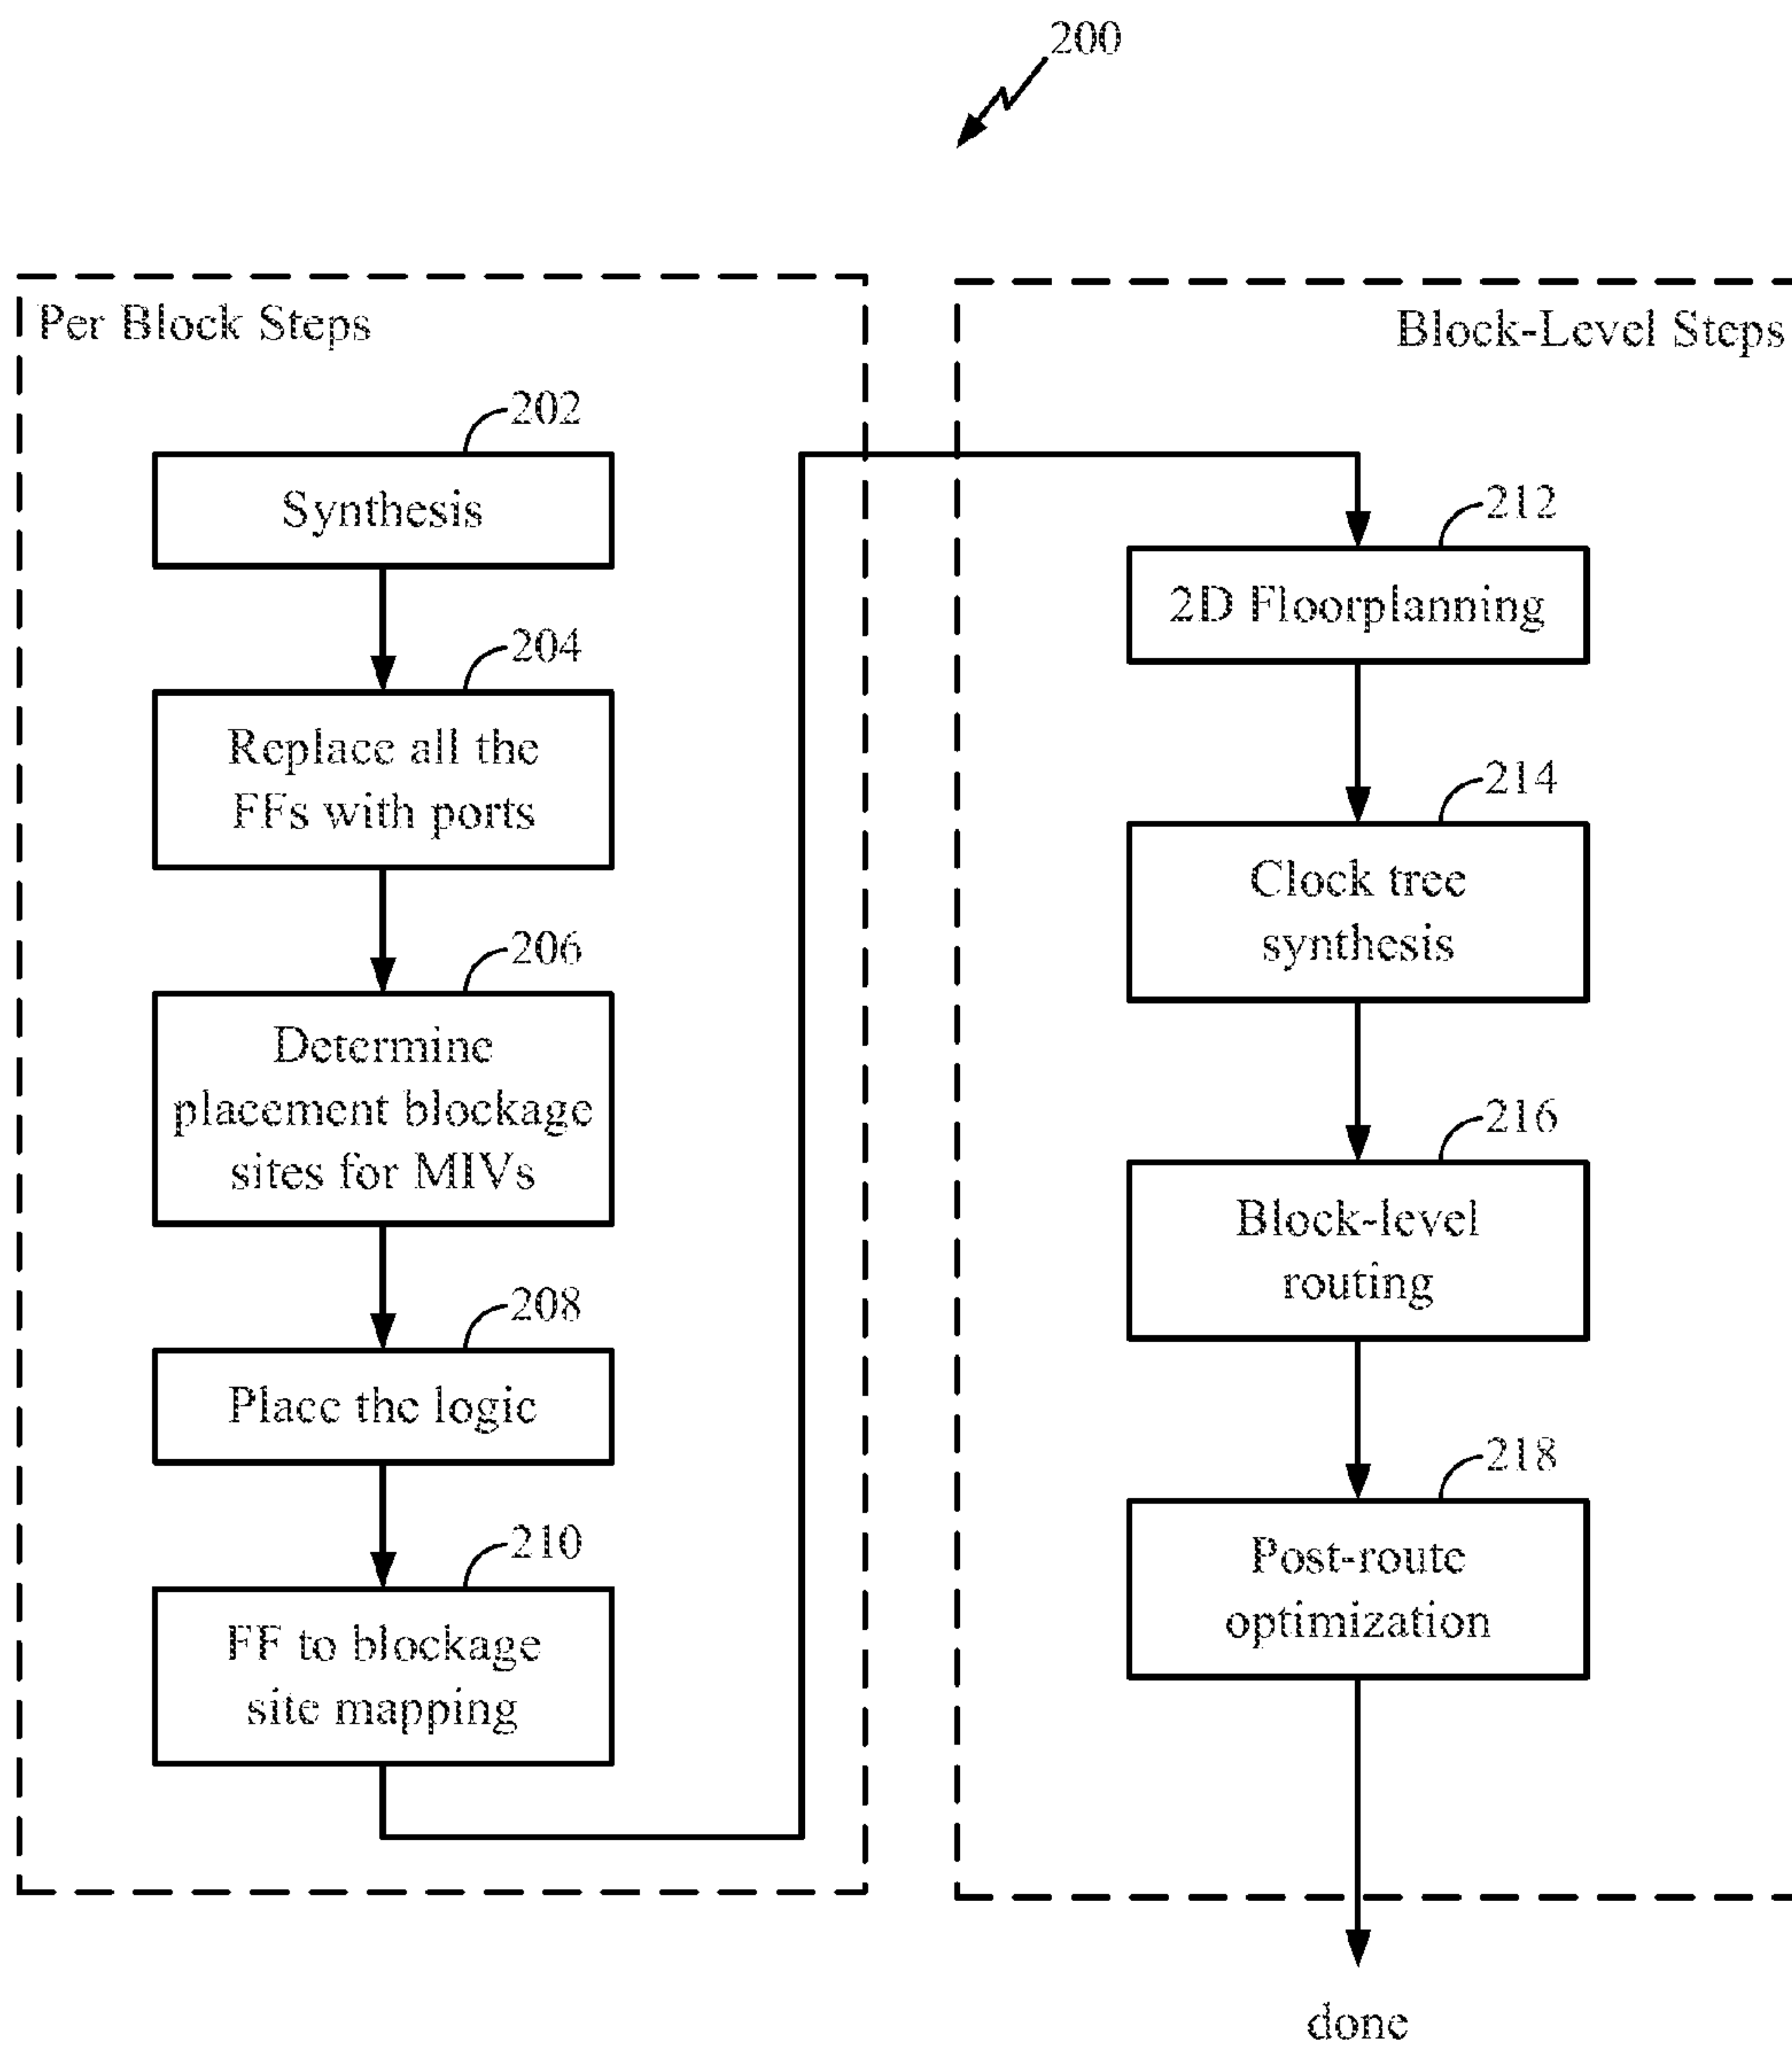 200
Per Block Steps
202
Synthesis
204
Replace all the
FFs with ports
206
Determine
placement blockage
sites for MIVs
208
Place the logic
210
FF to blockage
site mapping
Block-Level Steps
212
2D Floorplanning
214
Clock tree
synthesis
216
Block-level
routing
218
Post-route
optimization
done